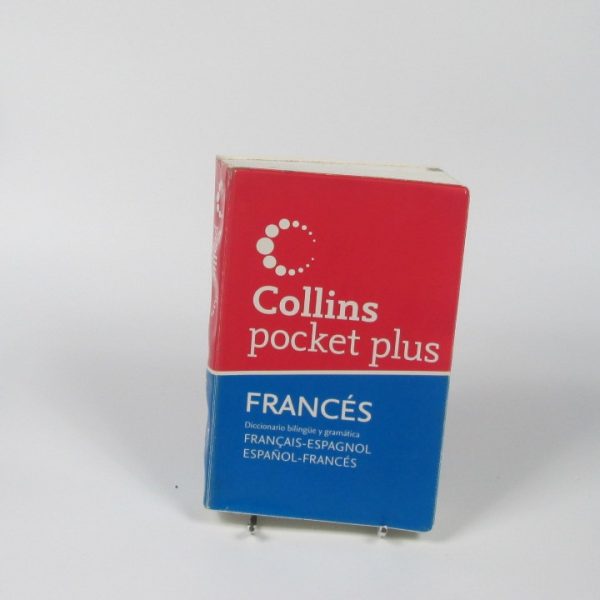 Collins
pocket plus
FRANCÉS
Diccionario bilingüe y gramática
FRANÇAIS-ESPAGNOL
ESPAÑOL-FRANCÉS